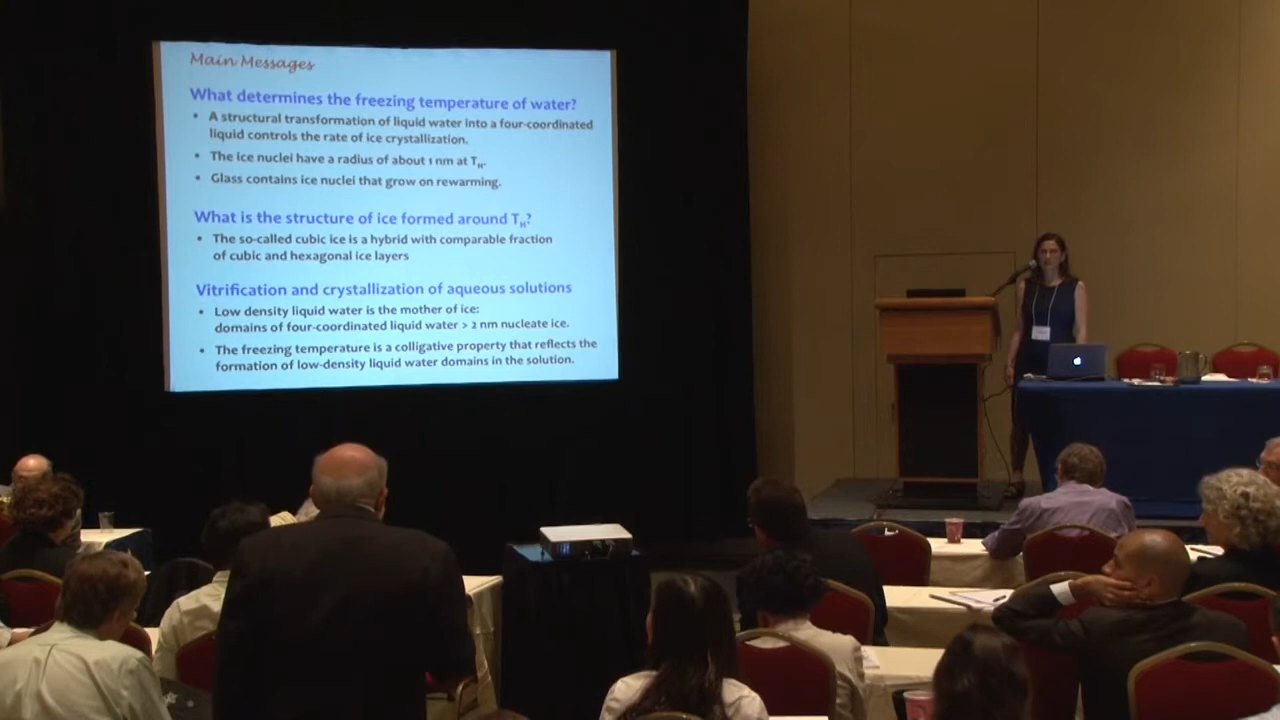 Main Messages
What determines the freezing temperature of water?
• A structural transformation of liquid water into a four-coordinated
liquid controls the rate of ice crystallization.
• The ice nuclei have a radius of about 1 nm at TH.
• Glass contains ice nuclei that grow on rewarming.
What is the structure of ice formed around TH?
• The so-called cubic ice is a hybrid with comparable fraction
of cubic and hexagonal ice layers
Vitrification and crystallization of aqueous solutions
• Low density liquid water is the mother of ice:
domains of four-coordinated liquid water > 2 nm nucleate ice.
• The freezing temperature is a colligative property that reflects the
formation of low-density liquid water domains in the solution.